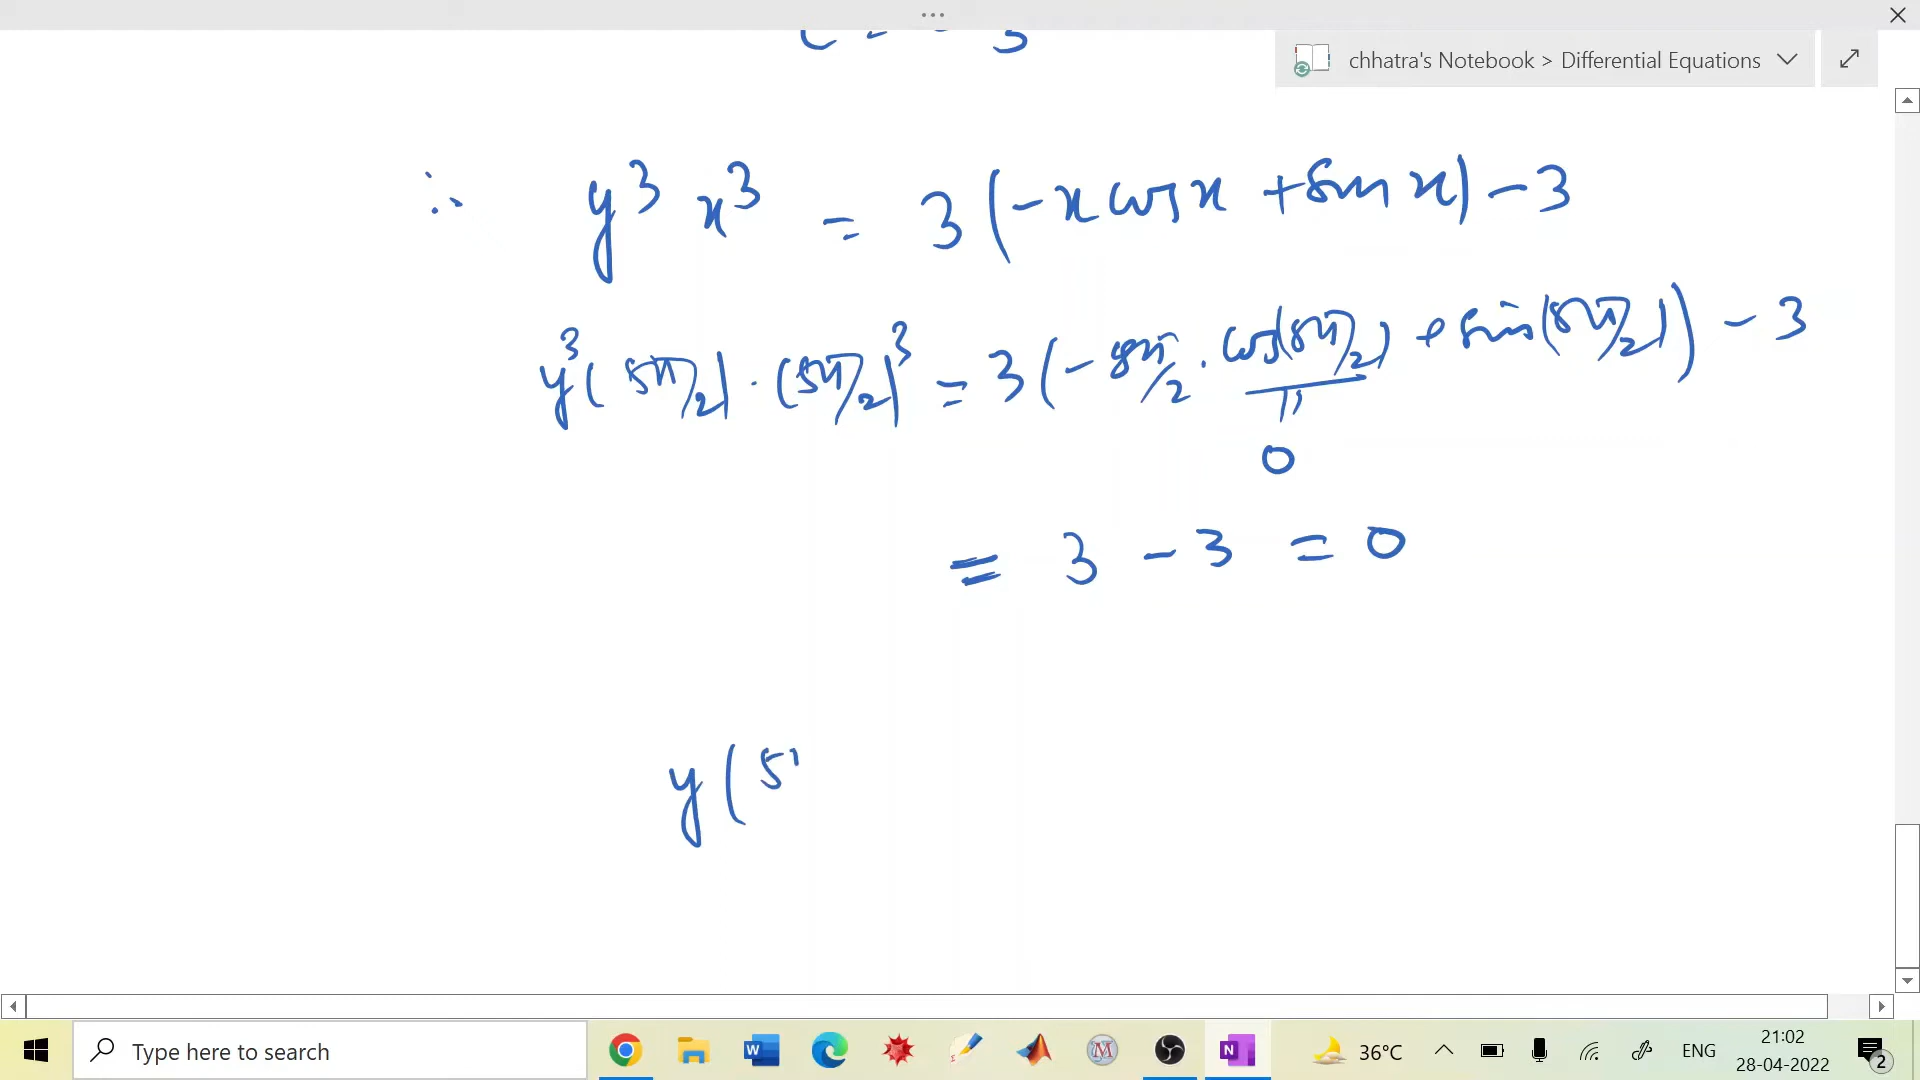 ...
c = - 3
chhatra's Notebook > Differential Equations
∴ y³ x³ = 3 (-x cos x + sin x) - 3
y³(5π/2) · (5π/2)³ = 3 (- 5π/2 · cos(5π/2) + sin(5π/2)) - 3
0
= 3 - 3 = 0
y ( 5
Type here to search
36°C
ENG
21:02
28-04-2022
2